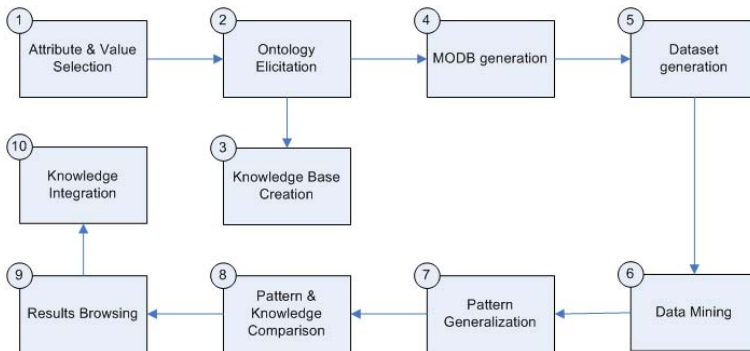 1
Attribute & Value
Selection
2
Ontology
Elicitation
4
MODB generation
5
Dataset
generation
10
Knowledge
Integration
3
Knowledge Base
Creation
9
Results Browsing
8
Pattern &
Knowledge
Comparison
7
Pattern
Generalization
6
Data Mining